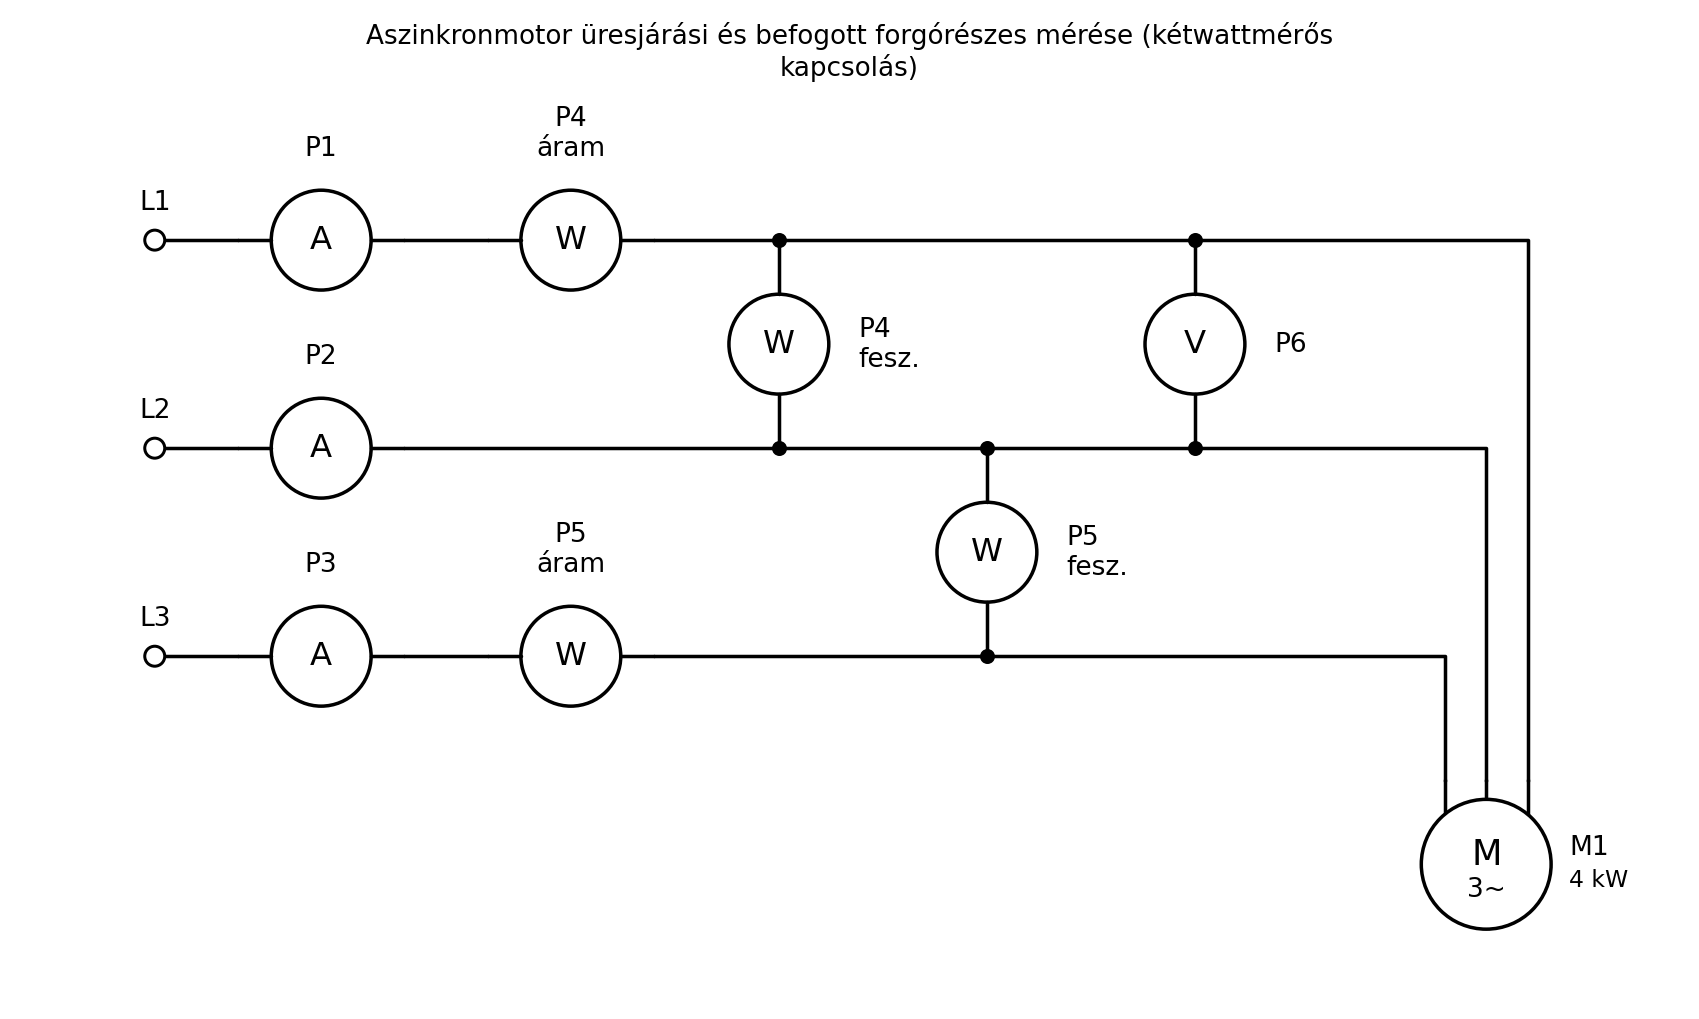 Aszinkronmotor üresjárási és befogott forgórészes mérése (kétwattmérős
kapcsolás)
P4
áram
P1
L1
A
W
P4
fesz.
W
V
P6
P2
L2
A
P5
áram
P3
W
P5
fesz.
L3
A
W
M
3~
M1
4 kW